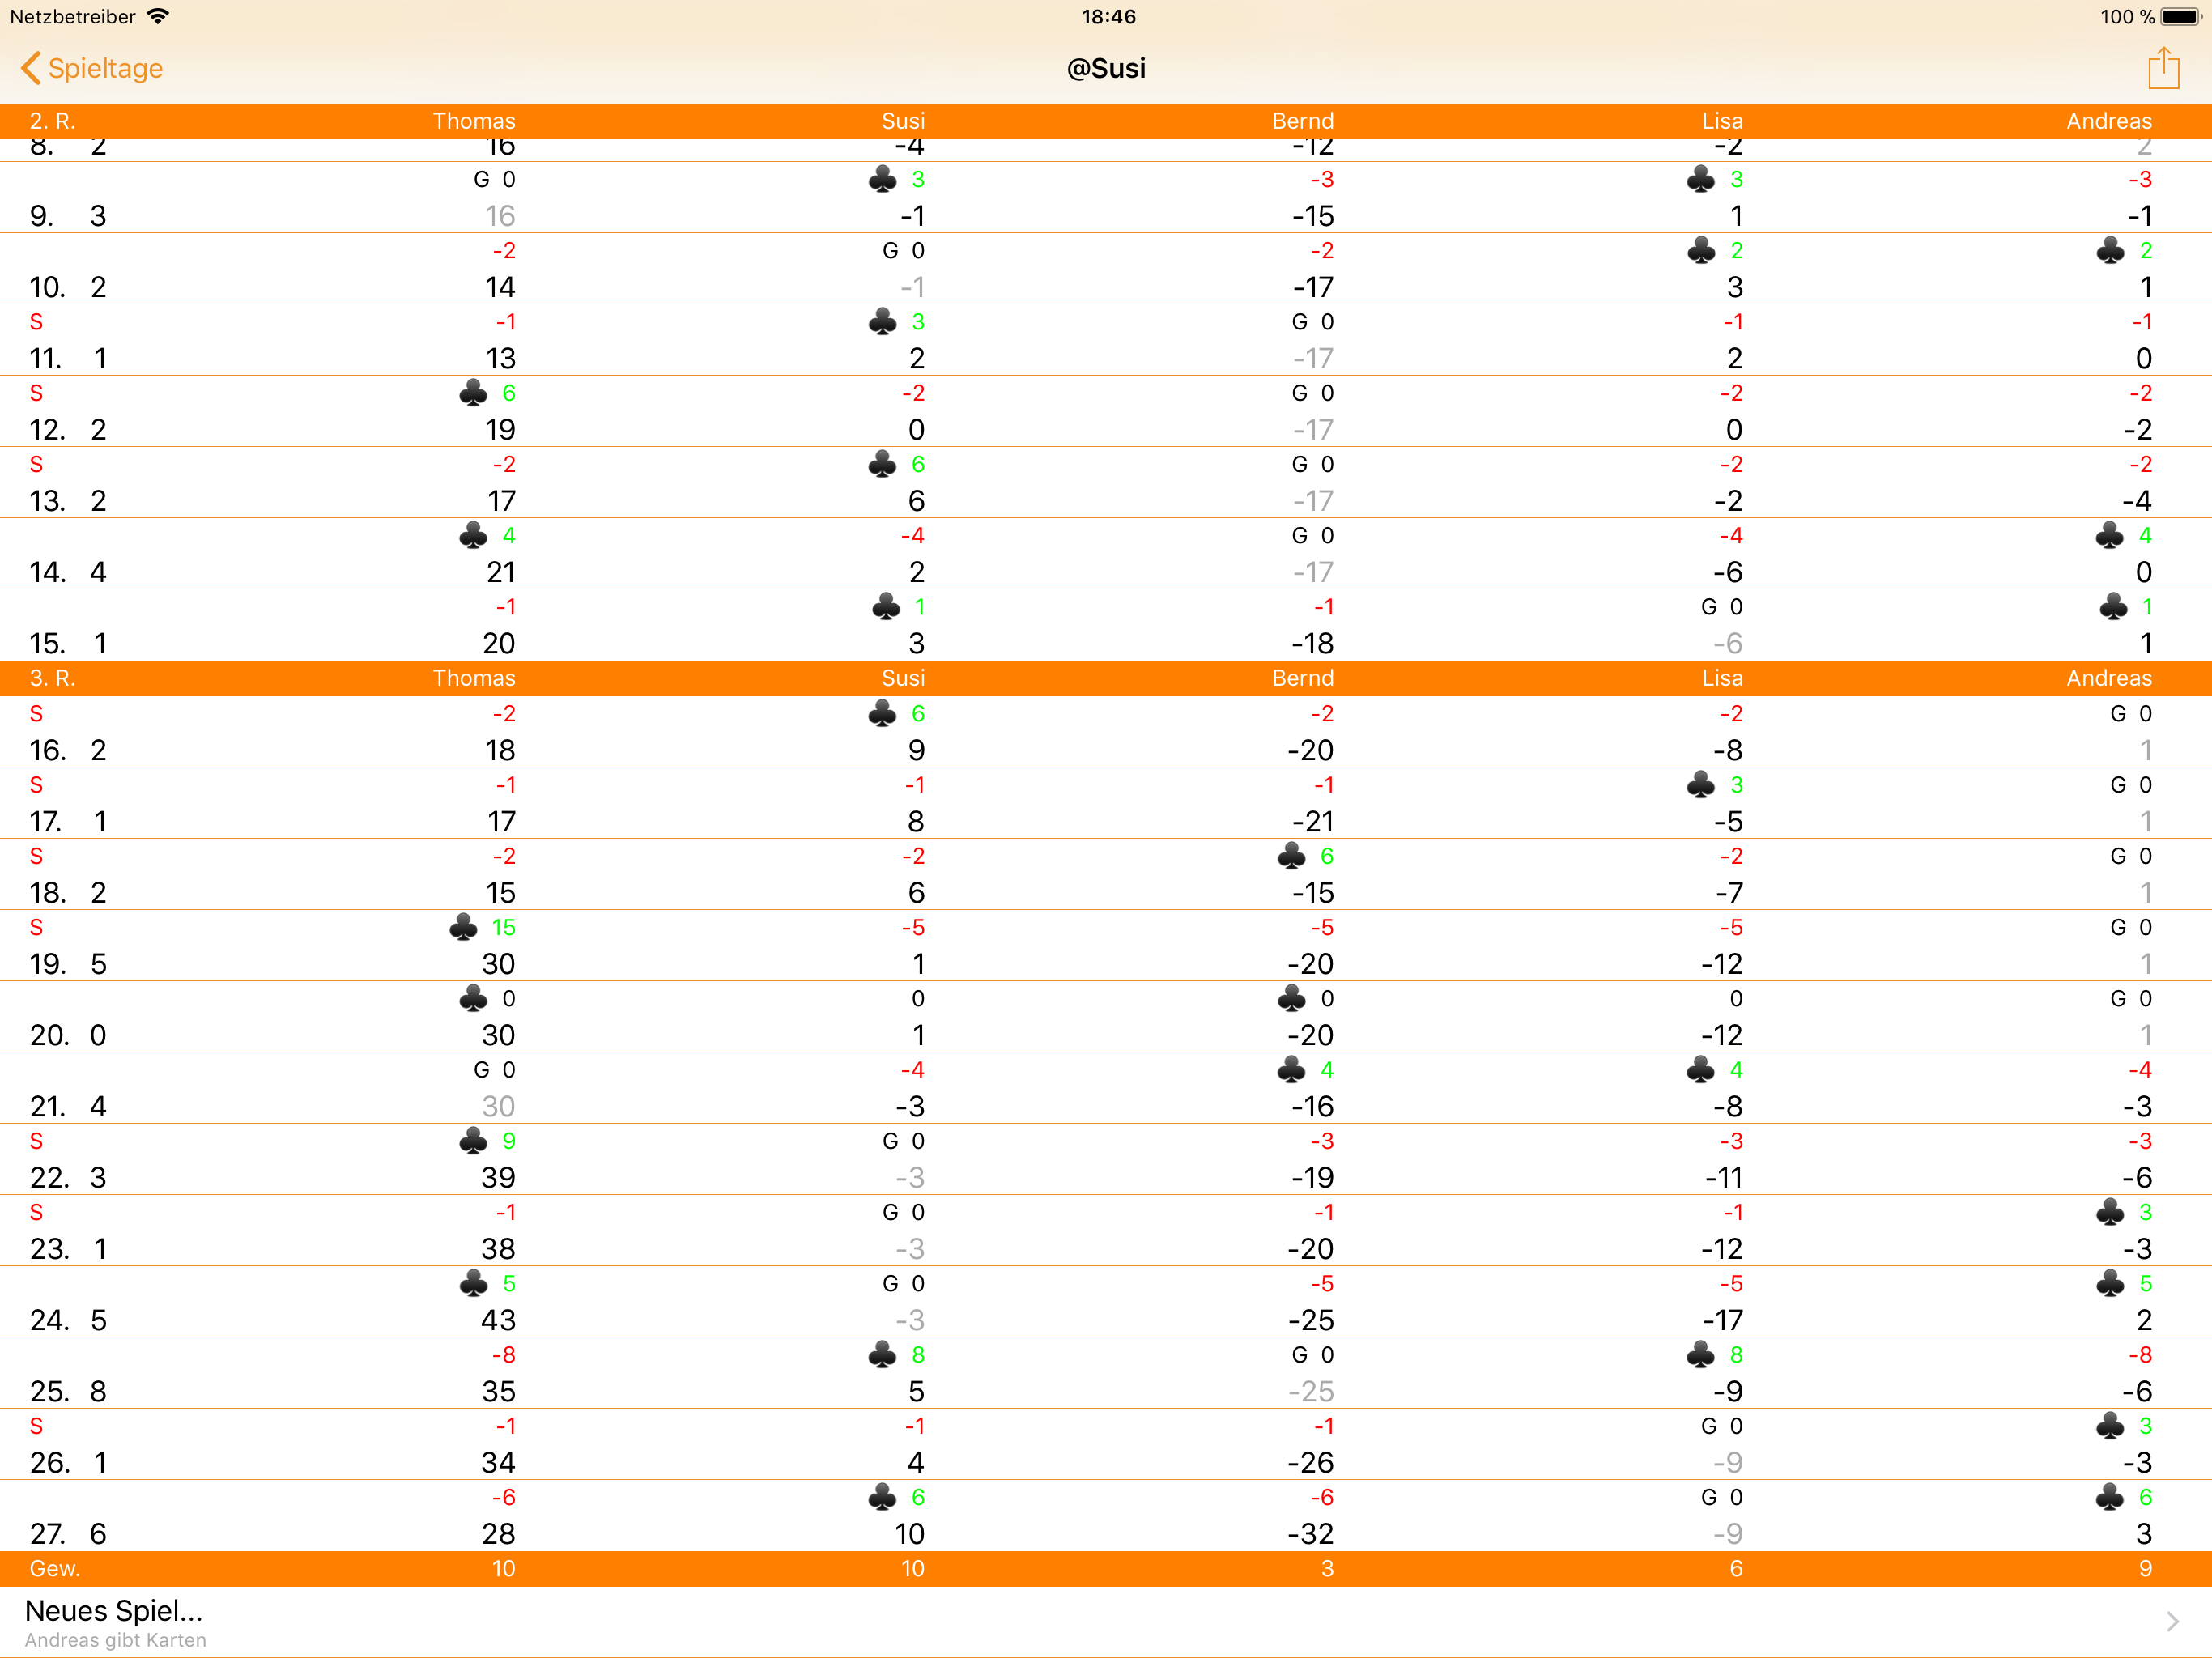 Netzbetreiber 18:46 100 %
Spieltage @Susi
2. R. Thomas Susi Bernd Lisa Andreas
8. 2 16 -4 -12 -2 2
G 0 ♣ 3 -3 ♣ 3 -3
9. 3 16 -1 -15 1 -1
-2 G 0 -2 ♣ 2 ♣ 2
10. 2 14 -1 -17 3 1
S -1 ♣ 3 G 0 -1 -1
11. 1 13 2 -17 2 0
S ♣ 6 -2 G 0 -2 -2
12. 2 19 0 -17 0 -2
S -2 ♣ 6 G 0 -2 -2
13. 2 17 6 -17 -2 -4
♣ 4 -4 G 0 -4 ♣ 4
14. 4 21 2 -17 -6 0
-1 ♣ 1 -1 G 0 ♣ 1
15. 1 20 3 -18 -6 1
3. R. Thomas Susi Bernd Lisa Andreas
S -2 ♣ 6 -2 -2 G 0
16. 2 18 9 -20 -8 1
S -1 -1 -1 ♣ 3 G 0
17. 1 17 8 -21 -5 1
S -2 -2 ♣ 6 -2 G 0
18. 2 15 6 -15 -7 1
S ♣ 15 -5 -5 -5 G 0
19. 5 30 1 -20 -12 1
♣ 0 0 ♣ 0 0 G 0
20. 0 30 1 -20 -12 1
G 0 -4 ♣ 4 ♣ 4 -4
21. 4 30 -3 -16 -8 -3
S ♣ 9 G 0 -3 -3 -3
22. 3 39 -3 -19 -11 -6
S -1 G 0 -1 -1 ♣ 3
23. 1 38 -3 -20 -12 -3
♣ 5 G 0 -5 -5 ♣ 5
24. 5 43 -3 -25 -17 2
-8 ♣ 8 G 0 ♣ 8 -8
25. 8 35 5 -25 -9 -6
S -1 -1 -1 G 0 ♣ 3
26. 1 34 4 -26 -9 -3
-6 ♣ 6 -6 G 0 ♣ 6
27. 6 28 10 -32 -9 3
Gew. 10 10 3 6 9
Neues Spiel...
Andreas gibt Karten